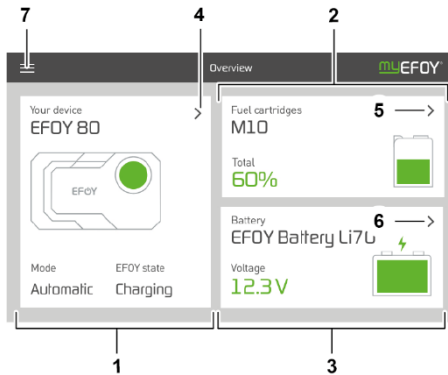 7
4
2
Overview
myEFOY
Your device
EFOY 80
EFOY
Mode
EFOY state
Automatic
Charging
Fuel cartridges
5
M10
Total
60%
Battery
6
EFOY Battery Li70
Voltage
12.3 V
1
3